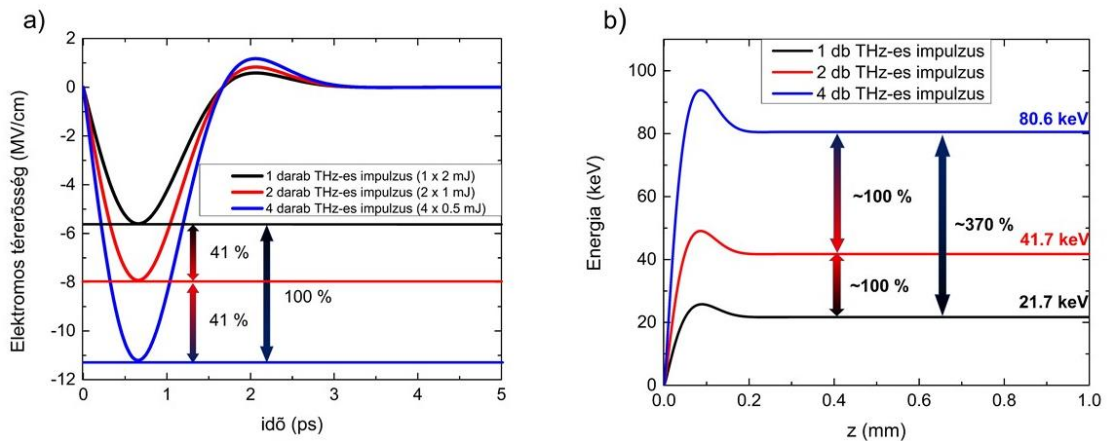 a)
2
0
-2
-4
-6
-8
-10
-12
0
1
2
3
4
5
Elektromos térerõsség (MV/cm)
idõ (ps)
1 darab THz-es impulzus (1 x 2 mJ)
2 darab THz-es impulzus (2 x 1 mJ)
4 darab THz-es impulzus (4 x 0.5 mJ)
41 %
100 %
41 %
b)
100
80
60
40
20
0
0.0
0.2
0.4
0.6
0.8
1.0
Energia (keV)
z (mm)
1 db THz-es impulzus
2 db THz-es impulzus
4 db THz-es impulzus
80.6 keV
~100 %
~370 %
41.7 keV
~100 %
21.7 keV